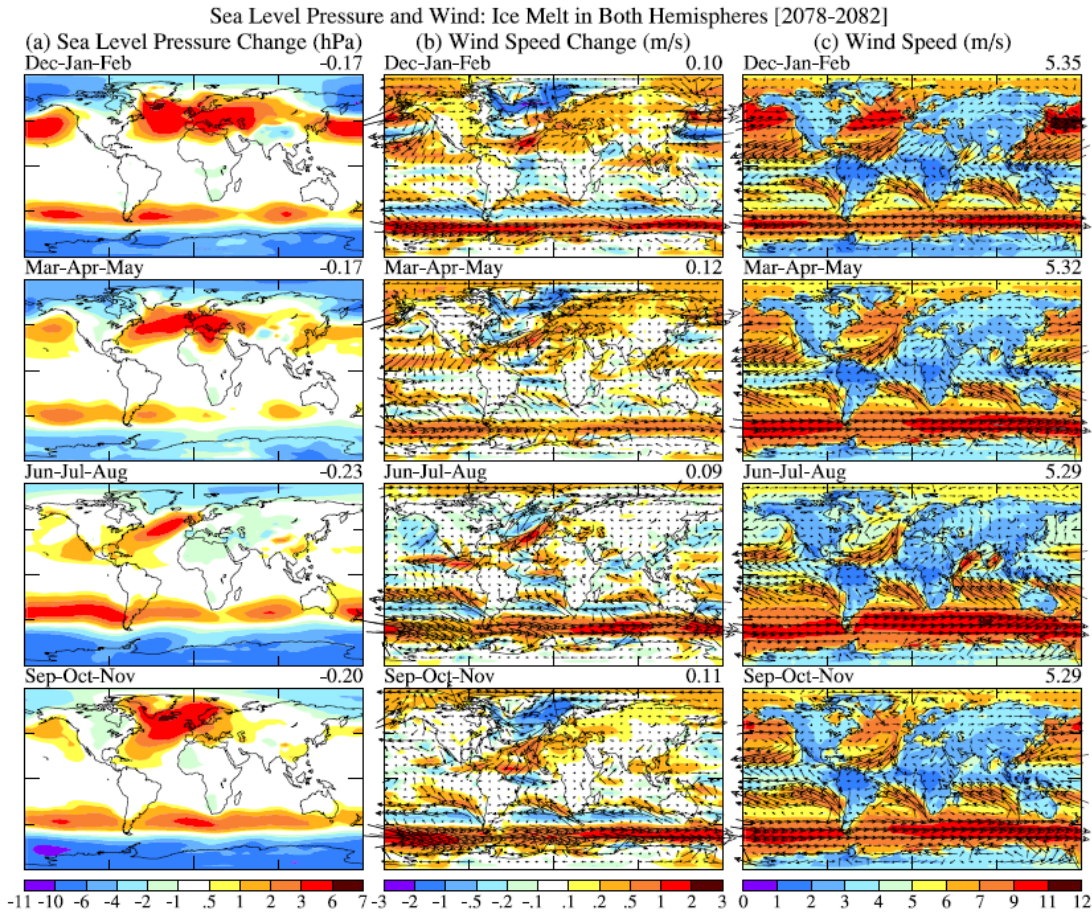 Sea Level Pressure and Wind: Ice Melt in Both Hemispheres [2078-2082]
(a) Sea Level Pressure Change (hPa) (b) Wind Speed Change (m/s) (c) Wind Speed (m/s)
Dec-Jan-Feb -0.17 Dec-Jan-Feb 0.10 Dec-Jan-Feb 5.35
Mar-Apr-May -0.17 Mar-Apr-May 0.12 Mar-Apr-May 5.32
Jun-Jul-Aug -0.23 Jun-Jul-Aug 0.09 Jun-Jul-Aug 5.29
Sep-Oct-Nov -0.20 Sep-Oct-Nov 0.11 Sep-Oct-Nov 5.29
-11 -10 -6 -4 -2 -1 .5 1 2 3 7 -3 -2 -1 -.5 -.2 -.1 .1 .2 .5 1 2 3 0 1 2 3 4 5 6 7 9 11 12